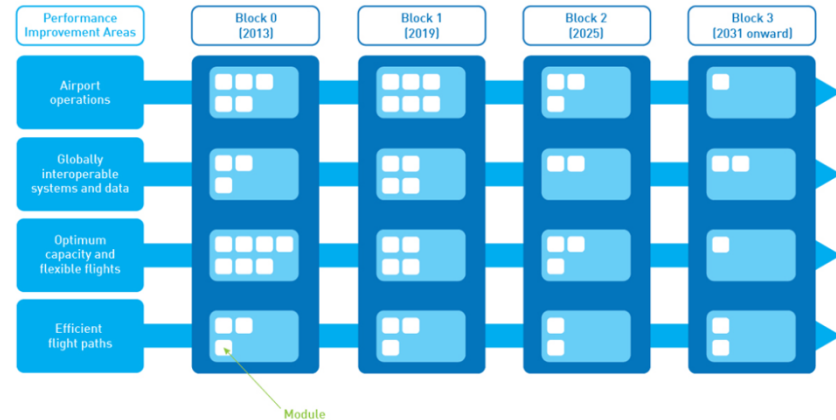 Performance
Improvement Areas
Block 0
(2013)
Block 1
(2019)
Block 2
(2025)
Block 3
(2031 onward)
Airport
operations
Globally
interoperable
systems and data
Optimum
capacity and
flexible flights
Efficient
flight paths
Module